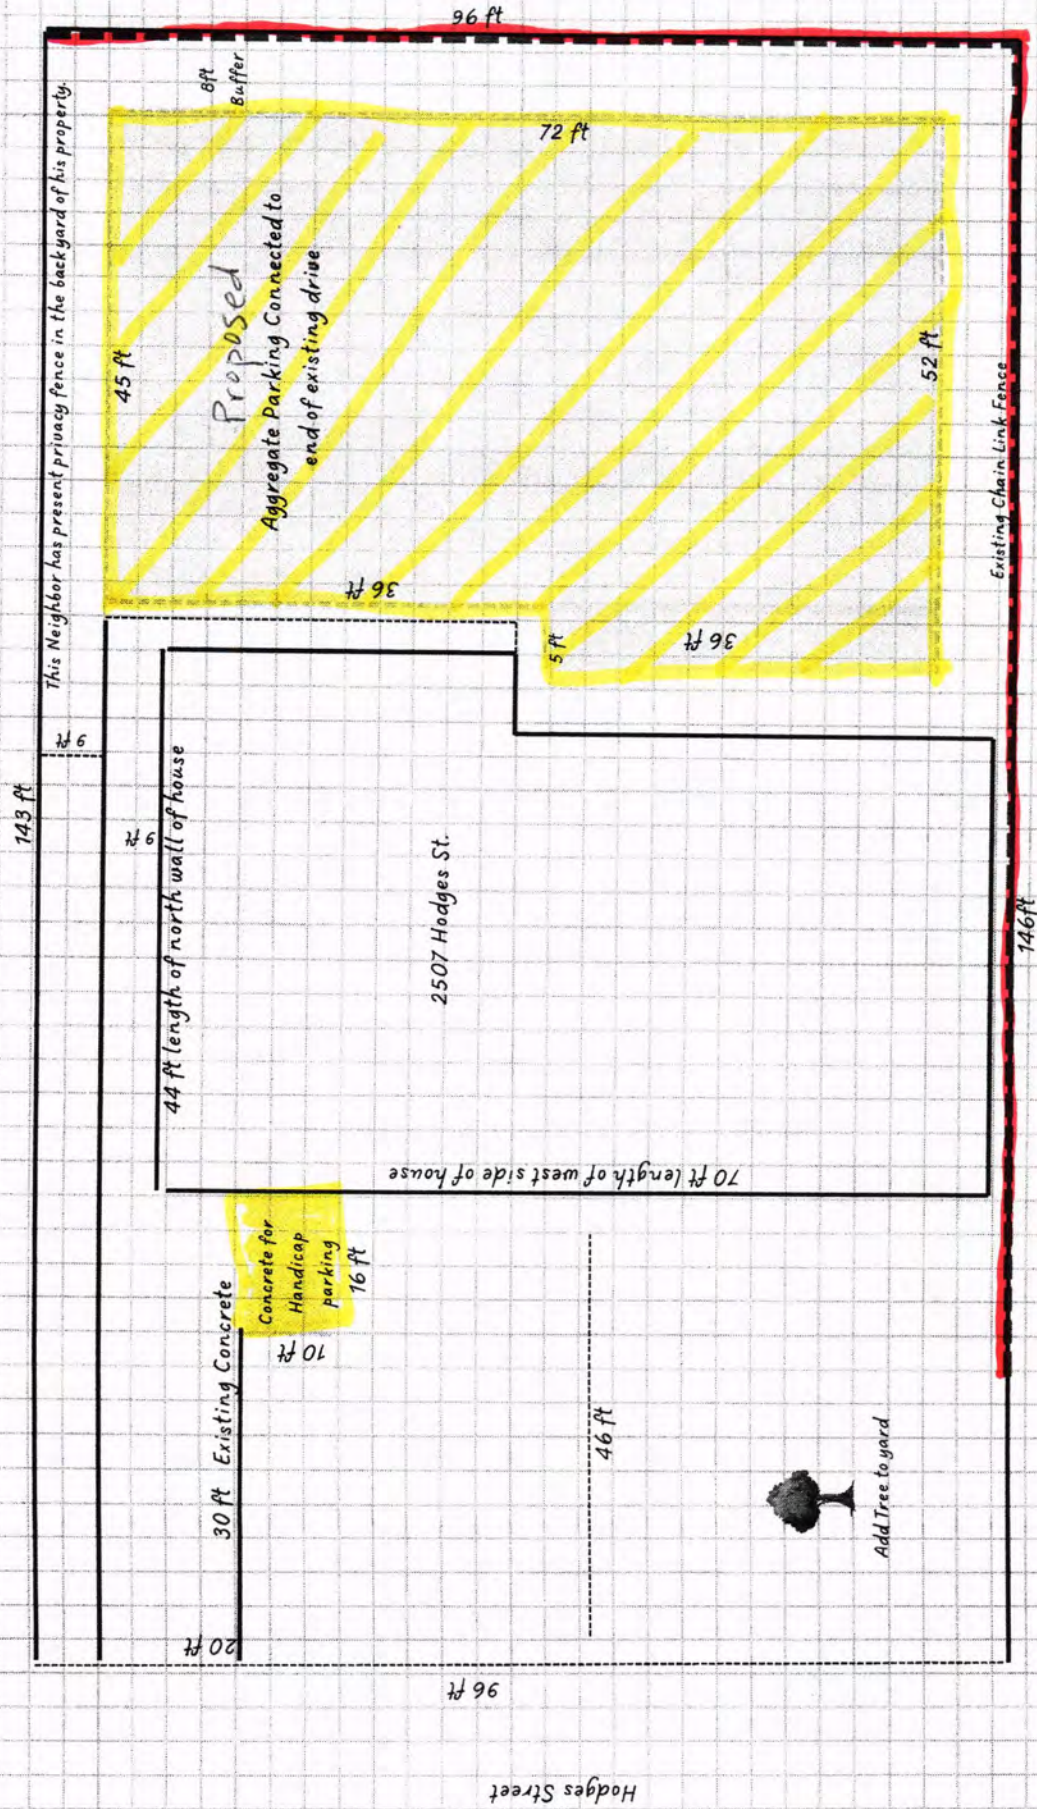 96 ft
This Neighbor has present privacy fence in the backyard of his property.
8ft
Buffer
72 ft
Proposed
Aggregate Parking Connected to
end of existing drive
45 ft
52 ft
36 ft
36 ft
5 ft
Existing Chain Link Fence
143 ft
9 ft
9 ft
44 ft length of north wall of house
2507 Hodges St.
146ft
70 ft length of west side of house
Concrete for
Handicap
parking
16 ft
10 ft
30 ft Existing Concrete
46 ft
Add Tree to yard
20 ft
96 ft
Hodges Street